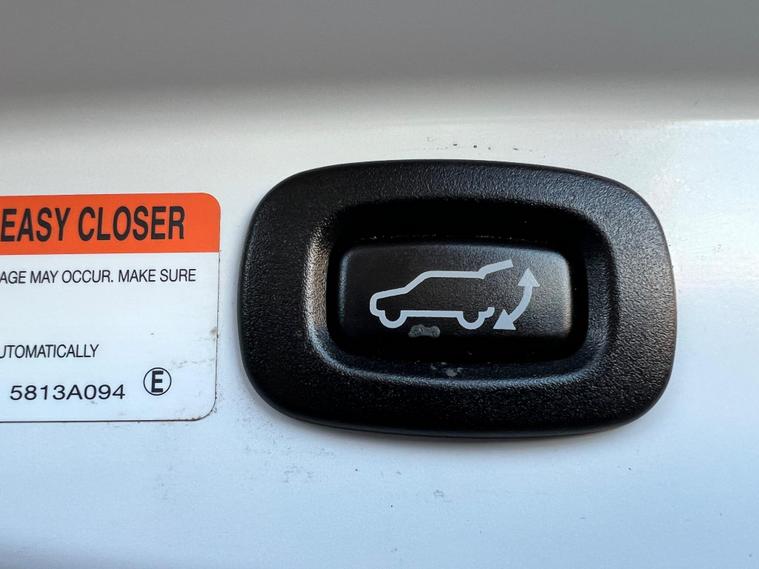 EASY CLOSER
AGE MAY OCCUR. MAKE SURE
UTOMATICALLY
5813A094 E